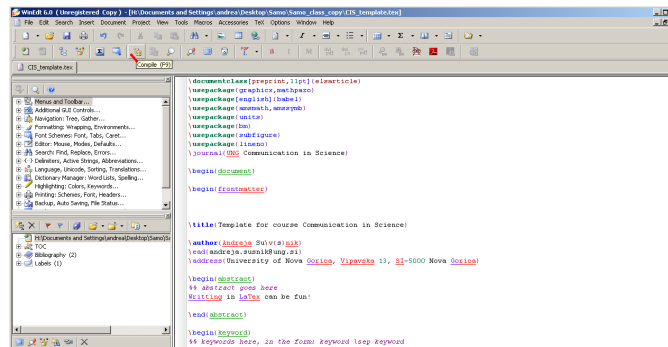 WinEdt 6.0 ( Unregistered Copy ) - [H:\Documents and Settings\andrea\Desktop\Samo\Samo_class_copy\CIS_template.tex]
File Edit Search Insert Document Project View Tools Macros Accessories TeX Options Window Help
Compile (F9)
CIS_template.tex
Menus and Toolbar...
Additional GUI Controls...
Navigation: Tree, Gather...
Formatting: Wrapping, Environments...
Font Schemes: Font, Tabs, Caret...
Editor: Mouse, Modes, Defaults...
Search: Find, Replace, Errors...
Delimiters, Active Strings, Abbreviations...
Language, Unicode, Sorting, Translations...
Dictionary Manager: Word Lists, Spelling...
Highlighting: Colors, Keywords...
Printing: Schemes, Font, Headers...
Backup, Auto Saving, File Status...
H:\Documents and Settings\andrea\Desktop\Samo\Sa
TOC
Bibliography (2)
Labels (1)
\documentclass[preprint,11pt]{elsarticle}
\usepackage{graphicx,mathpazo}
\usepackage[english]{babel}
\usepackage{amsmath,amssymb}
\usepackage{units}
\usepackage{bm}
\usepackage{subfigure}
\usepackage{lineno}
\journal{UNG Communication in Science}
\begin{document}
\begin{frontmatter}
\title{Template for course Communication in Science}
\author{Andreja Su\v{s}nik}
\ead{andreja.susnik@ung.si}
\address{University of Nova Gorica, Vipavska 13, SI-5000 Nova Gorica}
\begin{abstract}
%% abstract goes here
Writting in LaTex can be fun!
\end{abstract}
\begin{keyword}
%% keywords here, in the form: keyword \sep keyword